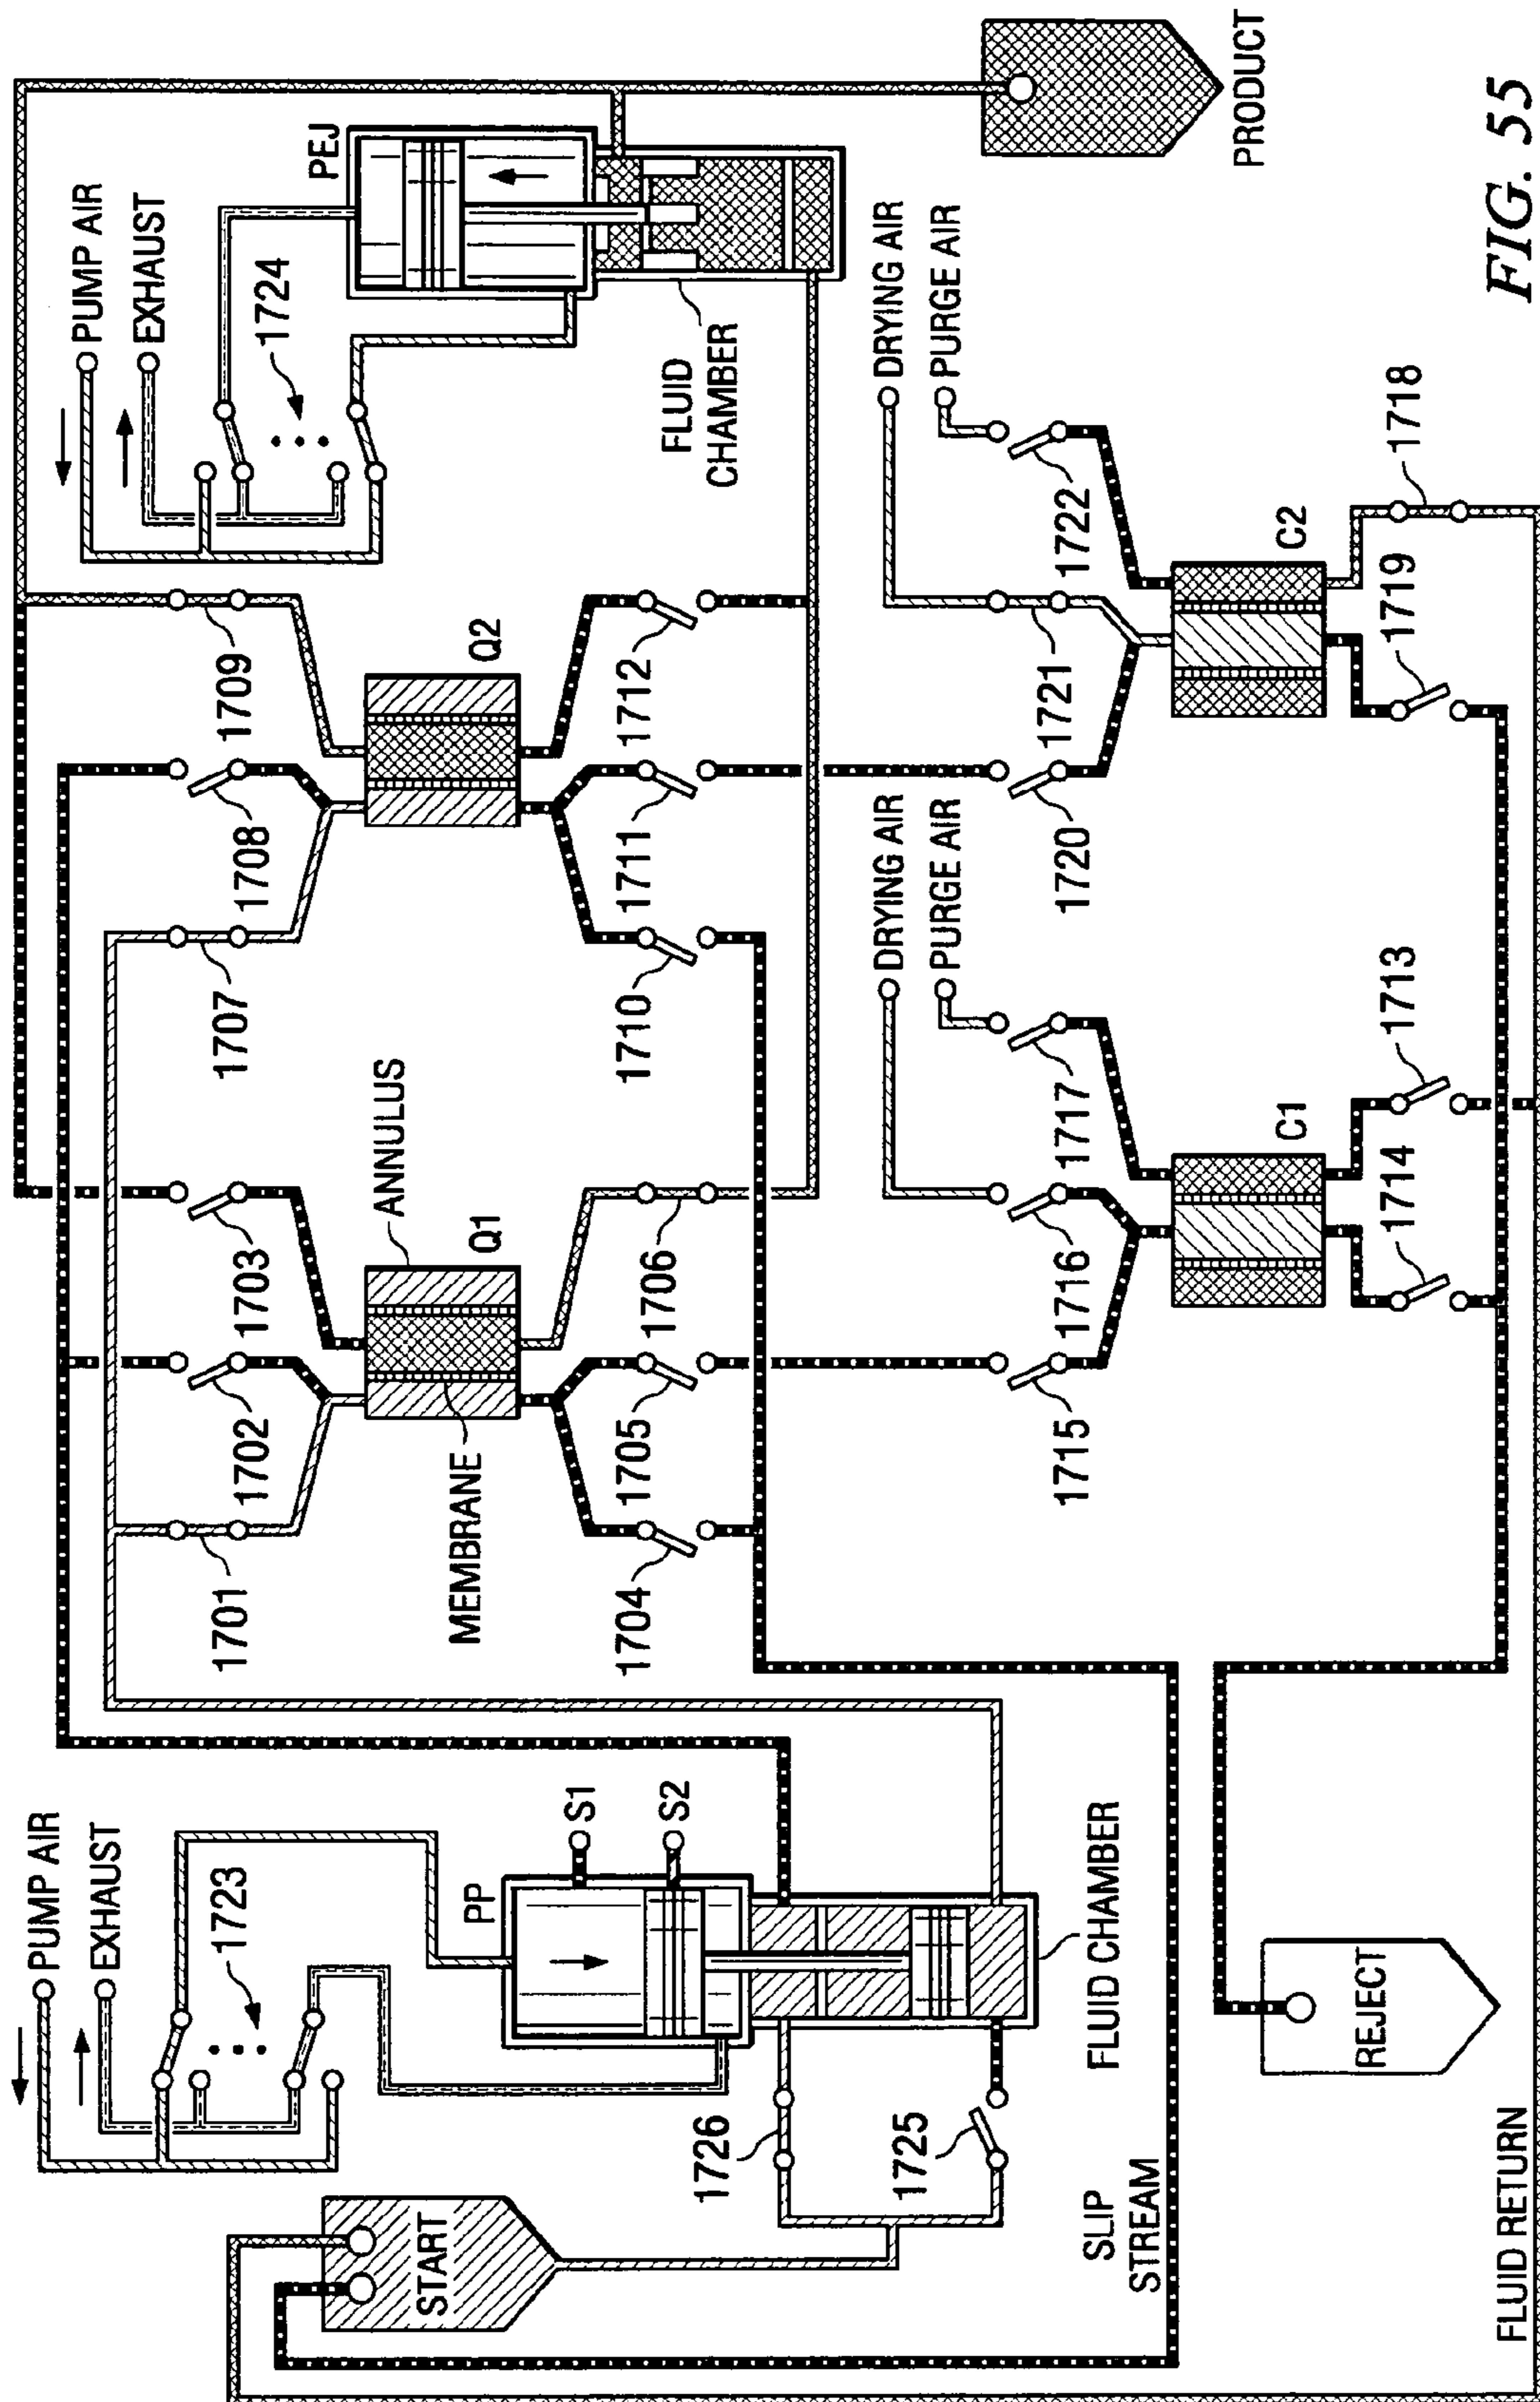 PUMP AIR
EXHAUST
1723
START
PP
S1
S2
1726
1725
FLUID CHAMBER
SLIP
STREAM
REJECT
FLUID RETURN
1701
1702
1703
ANNULUS
Q1
MEMBRANE
1704
1705
1706
1707
1708
1709
Q2
1710
1711
1712
PUMP AIR
EXHAUST
1724
PEJ
FLUID
CHAMBER
PRODUCT
DRYING AIR
PURGE AIR
1715
1716
1717
C1
1714
1713
DRYING AIR
PURGE AIR
1720
1721
1722
C2
1719
1718
FIG. 55